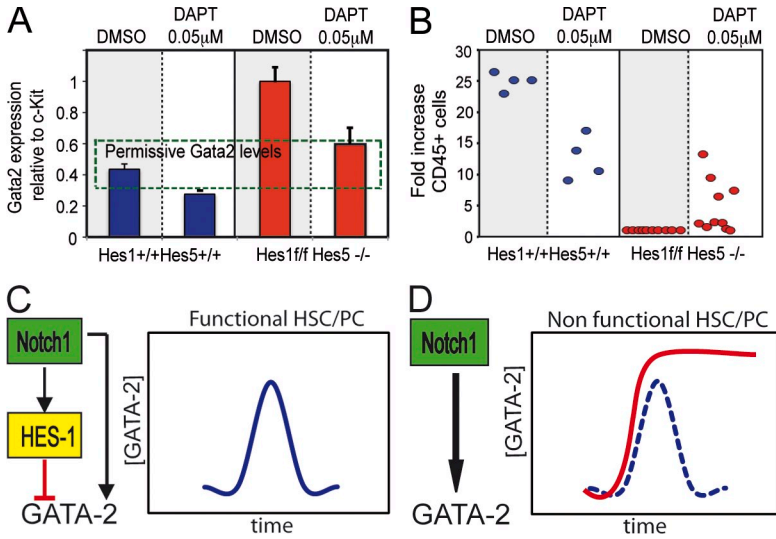 A
DMSO
DAPT
0.05µM
DMSO
DAPT
0.05µM
Gata2 expression
relative to c-Kit
1
0.8
0.6
0.4
0.2
0
Permissive Gata2 levels
Hes1+/+Hes5+/+
Hes1f/f Hes5 -/-
B
DMSO
DAPT
0.05µM
DMSO
DAPT
0.05µM
Fold increase
CD45+ cells
30
25
20
15
10
5
0
Hes1+/+Hes5+/+
Hes1f/f Hes5 -/-
C
Notch1
HES-1
GATA-2
Functional HSC/PC
[GATA-2]
time
D
Notch1
GATA-2
Non functional HSC/PC
[GATA-2]
time